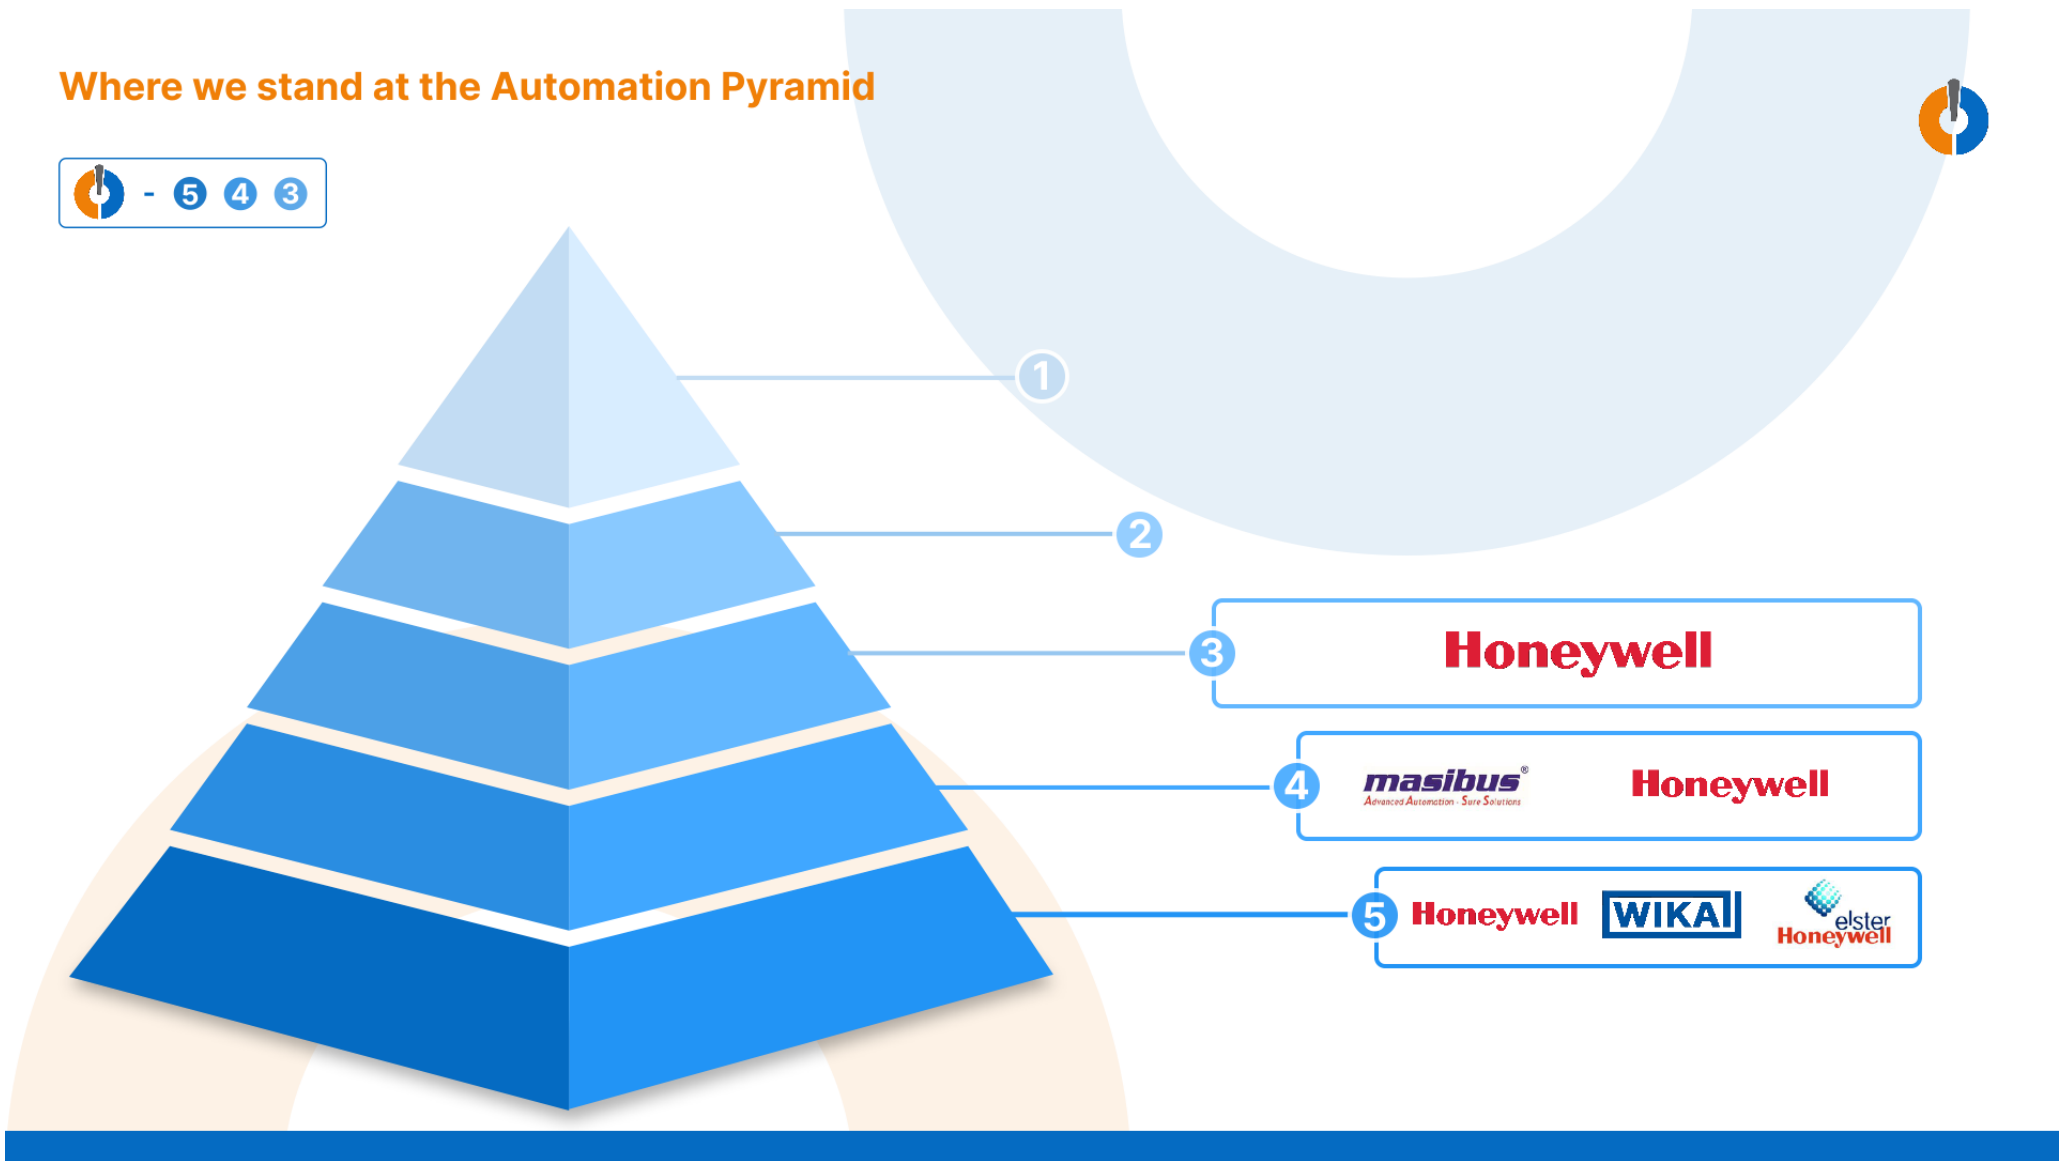 Where we stand at the Automation Pyramid
- 5 4 3
1
2
3 Honeywell
4 masibus® Honeywell
Advanced Automation - Sure Solutions
5 Honeywell WIKAI elster
Honeywell